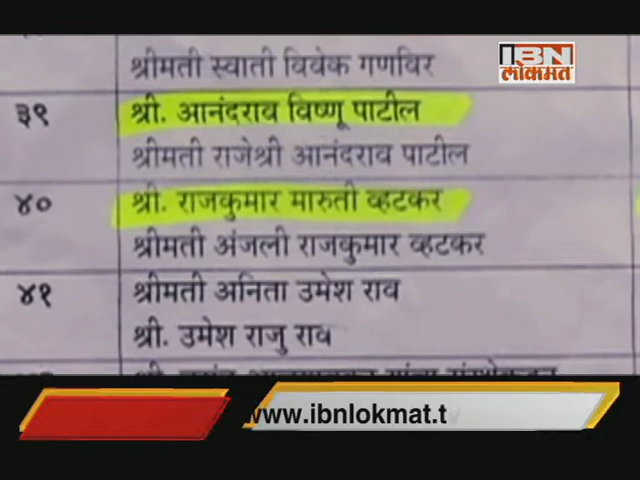 IBN
लोकमत
श्रीमती स्वाती विवेक गणविर
३९ श्री. आनंदराव विष्णू पाटील
श्रीमती राजेश्री आनंदराव पाटील
४० श्री. राजकुमार मारुती व्हटकर
श्रीमती अंजली राजकुमार व्हटकर
४१ श्रीमती अनिता उमेश राव
श्री. उमेश राजु राव
www.ibnlokmat.t